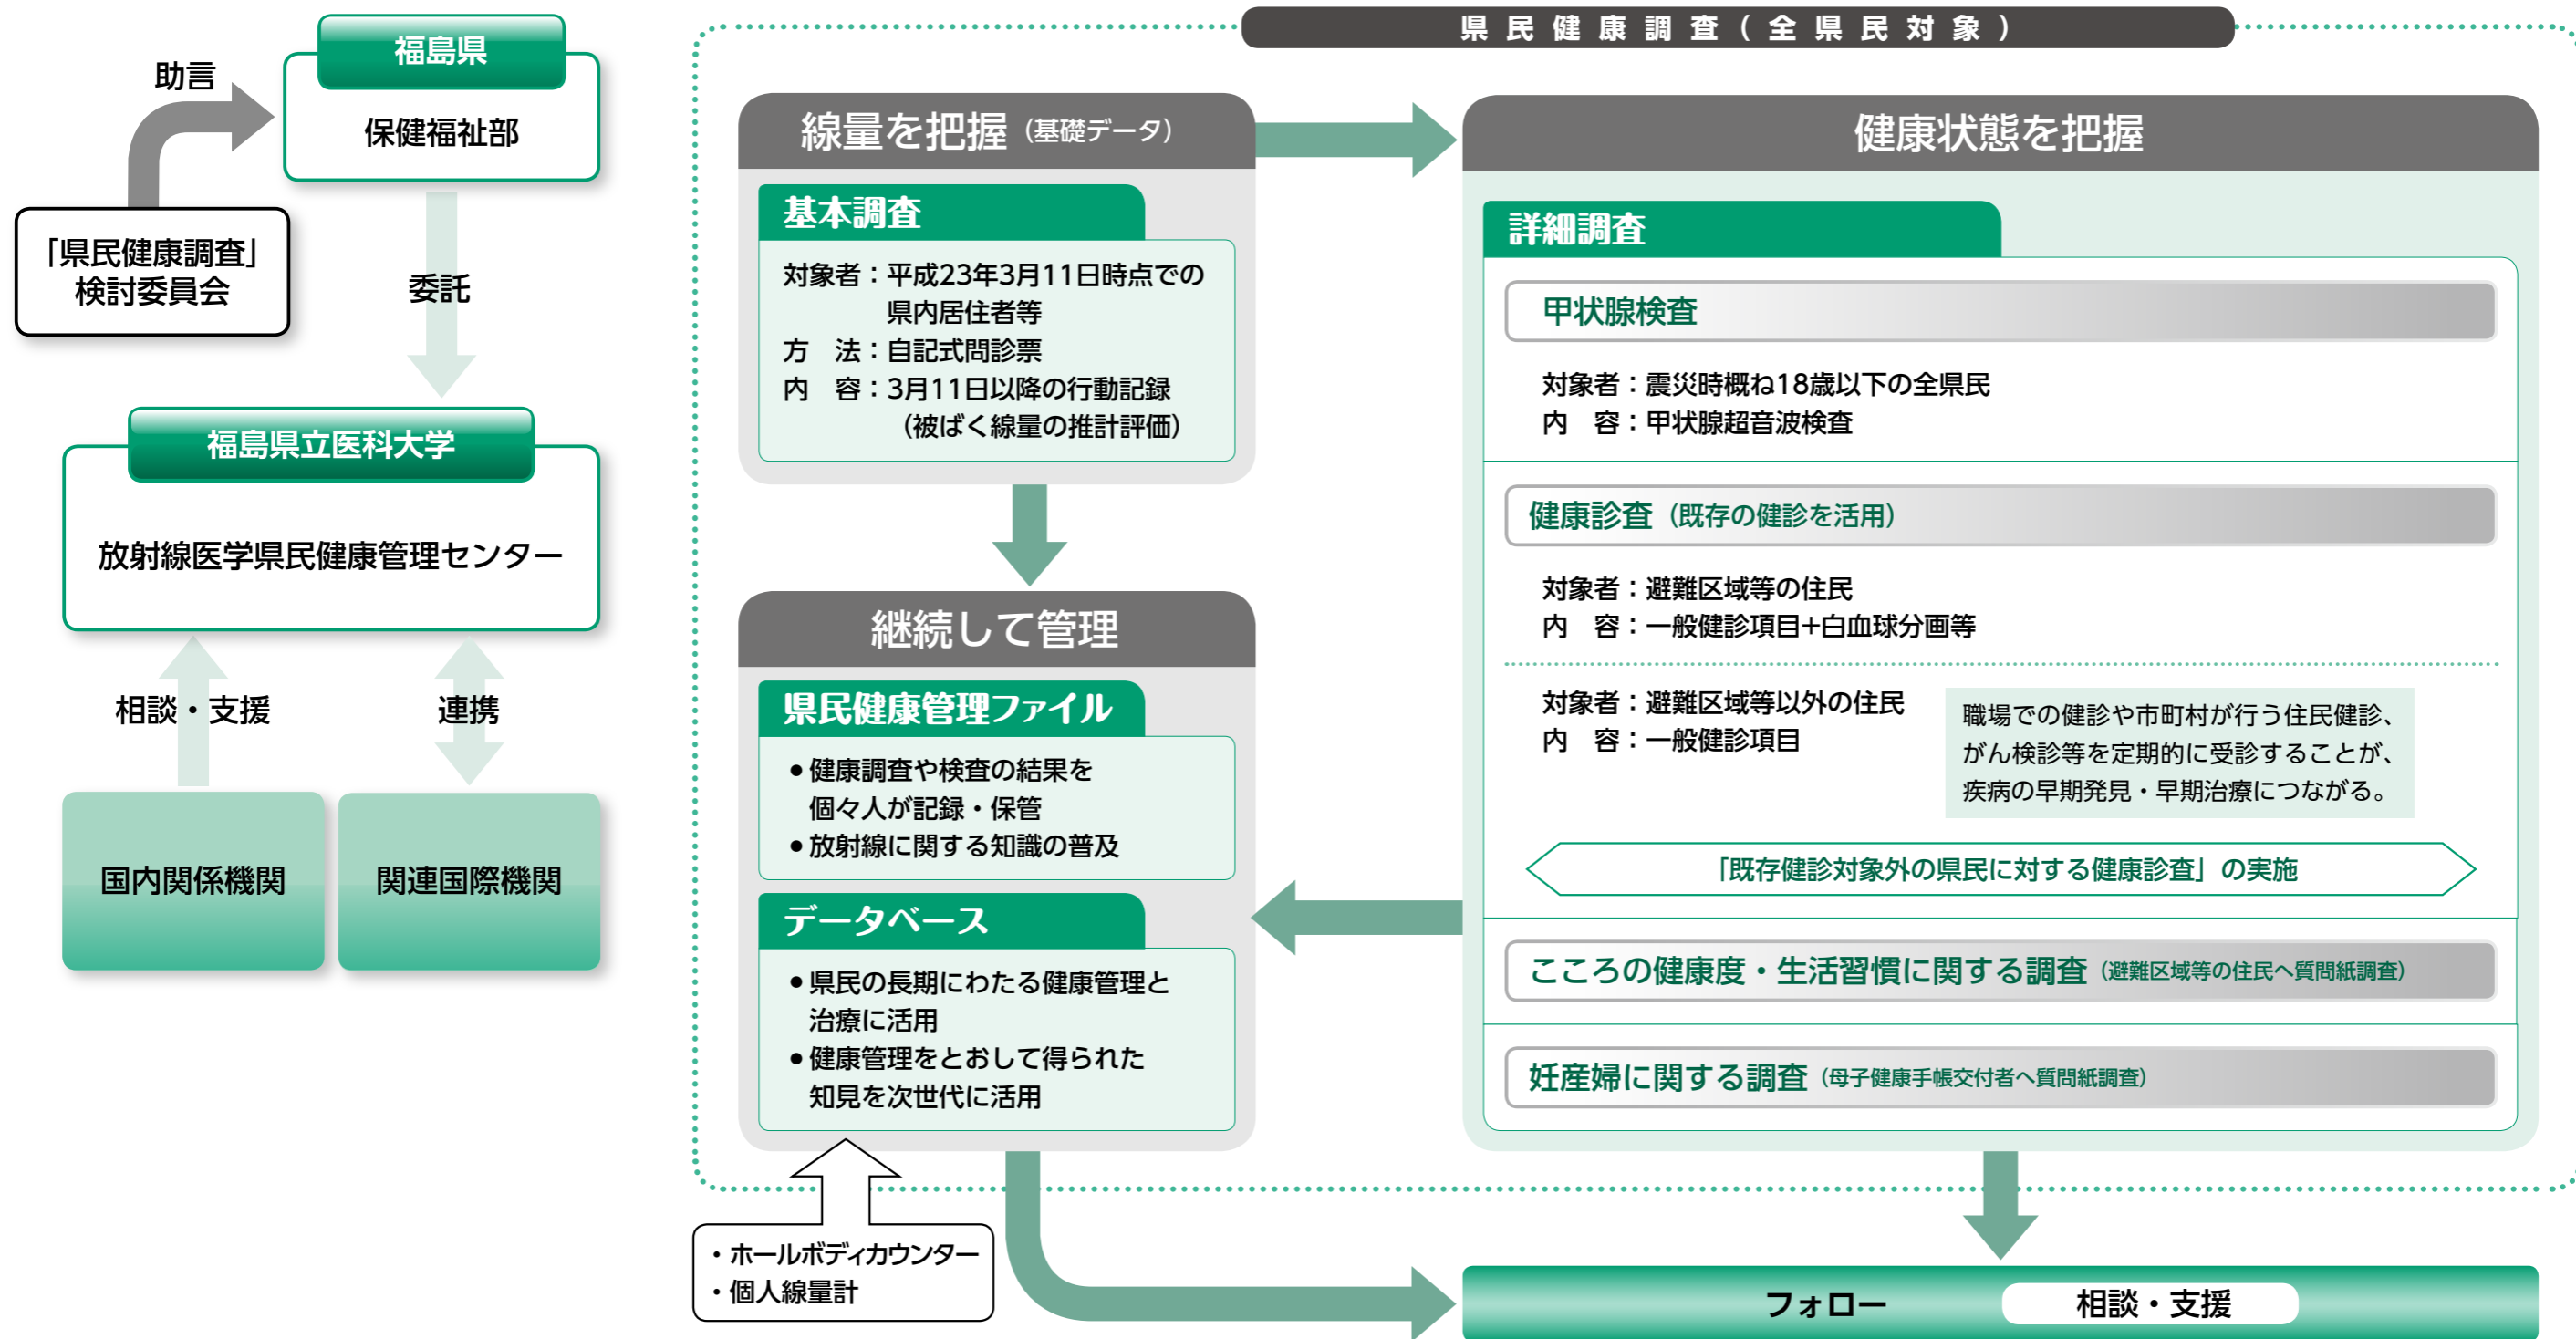 福島県
保健福祉部
助言
「県民健康調査」
検討委員会
委託
福島県立医科大学
放射線医学県民健康管理センター
相談・支援
連携
国内関係機関
関連国際機関
県民健康調査(全県民対象)
線量を把握(基礎データ)
基本調査
対象者：平成23年3月11日時点での
県内居住者等
方　法：自記式問診票
内　容：3月11日以降の行動記録
(被ばく線量の推計評価)
継続して管理
県民健康管理ファイル
●健康調査や検査の結果を
個々人が記録・保管
●放射線に関する知識の普及
データベース
●県民の長期にわたる健康管理と
治療に活用
●健康管理をとおして得られた
知見を次世代に活用
・ホールボディカウンター
・個人線量計
健康状態を把握
詳細調査
甲状腺検査
対象者：震災時概ね18歳以下の全県民
内　容：甲状腺超音波検査
健康診査(既存の健診を活用)
対象者：避難区域等の住民
内　容：一般健診項目+白血球分画等
対象者：避難区域等以外の住民
内　容：一般健診項目
職場での健診や市町村が行う住民健診、
がん検診等を定期的に受診することが、
疾病の早期発見・早期治療につながる。
「既存健診対象外の県民に対する健康診査」の実施
こころの健康度・生活習慣に関する調査(避難区域等の住民へ質問紙調査)
妊産婦に関する調査(母子健康手帳交付者へ質問紙調査)
フォロー　相談・支援